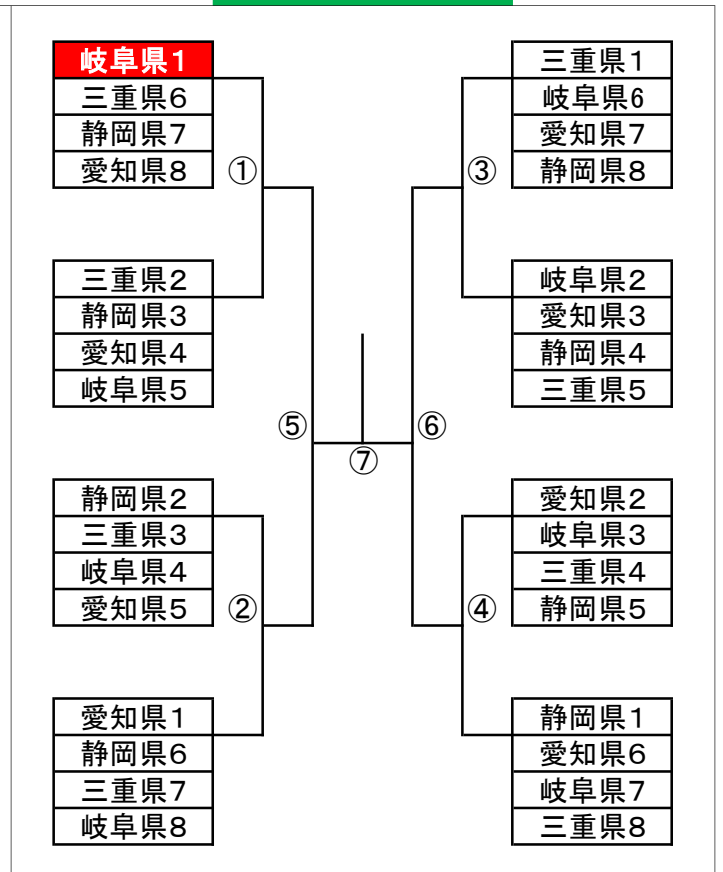 岐阜県１
三重県６
静岡県７
愛知県８
①
三重県２
静岡県３
愛知県４
岐阜県５
静岡県２
三重県３
岐阜県４
愛知県５
②
愛知県１
静岡県６
三重県７
岐阜県８
⑤
⑦
⑥
三重県１
岐阜県6
愛知県７
静岡県８
③
岐阜県２
愛知県３
静岡県４
三重県５
愛知県２
岐阜県３
三重県４
静岡県５
④
静岡県１
愛知県６
岐阜県７
三重県８